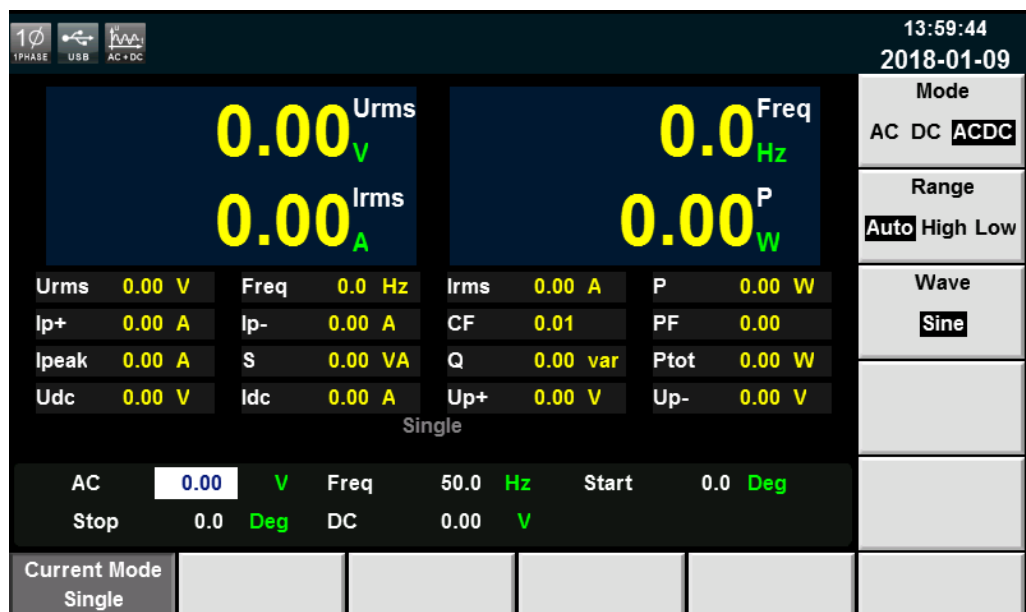 1Ø
1PHASE USB AC+DC
13:59:44
2018-01-09
0.00 Urms V
0.0 Freq Hz
0.00 Irms A
0.00 P W
Urms 0.00 V Freq 0.0 Hz Irms 0.00 A P 0.00 W
Ip+ 0.00 A Ip- 0.00 A CF 0.01 PF 0.00
Ipeak 0.00 A S 0.00 VA Q 0.00 var Ptot 0.00 W
Udc 0.00 V Idc 0.00 A Up+ 0.00 V Up- 0.00 V
Single
AC 0.00 V Freq 50.0 Hz Start 0.0 Deg
Stop 0.0 Deg DC 0.00 V
Mode
AC DC ACDC
Range
Auto High Low
Wave
Sine
Current Mode
Single